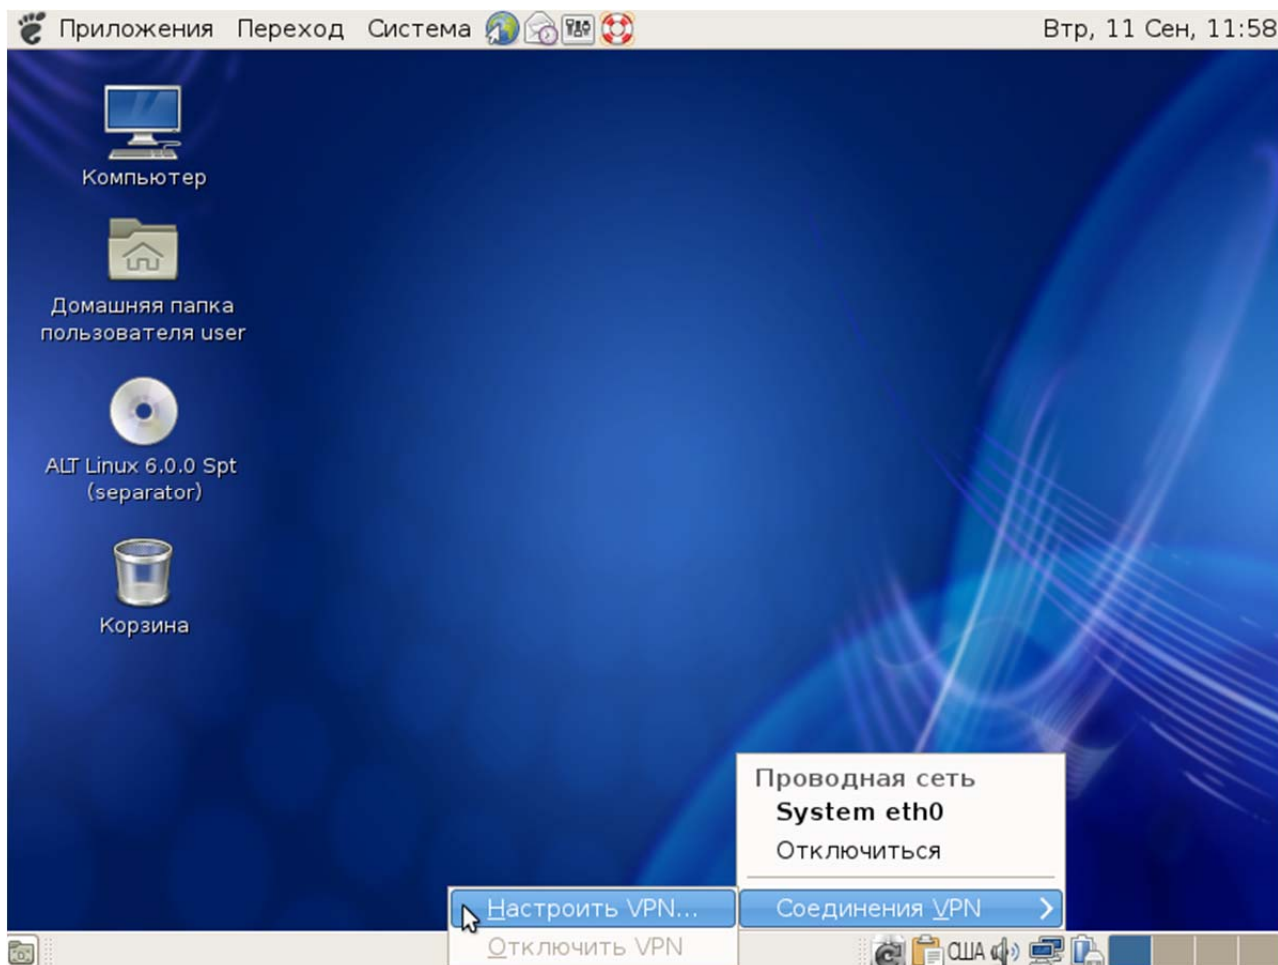 Приложения Переход Система Втр, 11 Сен, 11:58
Компьютер
Домашняя папка
пользователя user
ALT Linux 6.0.0 Spt
(separator)
Корзина
Проводная сеть
System eth0
Отключиться
Соединения VPN
Настроить VPN...
Отключить VPN
США